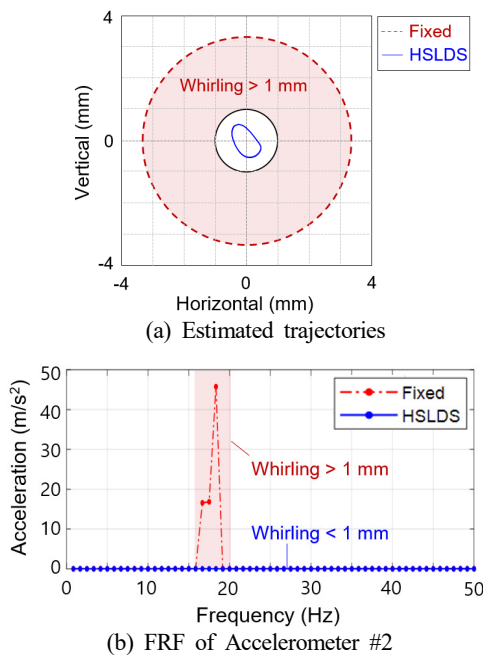 Fixed
HSLDS
Whirling > 1 mm
Vertical (mm)
4
0
-4
-4 0 4
Horizontal (mm)
(a) Estimated trajectories
Acceleration (m/s²)
50
40
30
20
10
0
Fixed
HSLDS
Whirling > 1 mm
Whirling < 1 mm
0 10 20 30 40 50
Frequency (Hz)
(b) FRF of Accelerometer #2